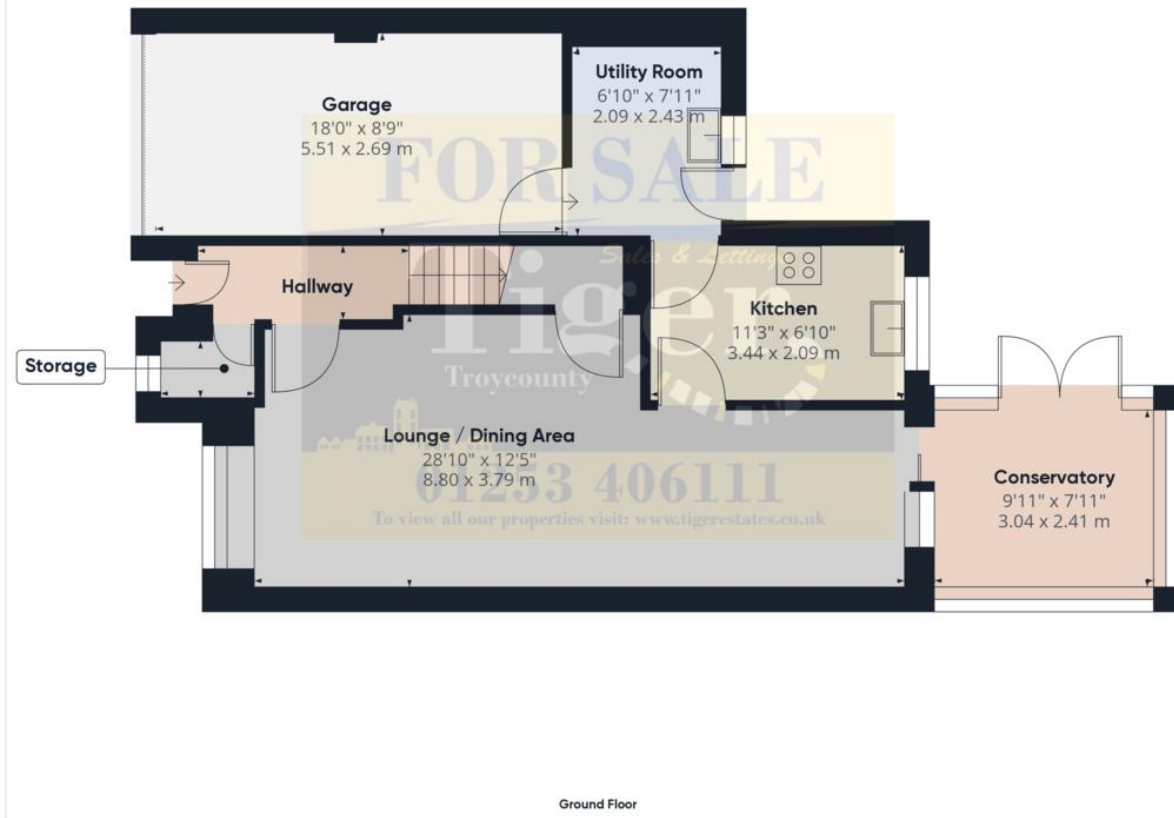 Garage
18'0" x 8'9"
5.51 x 2.69 m
Utility Room
6'10" x 7'11"
2.09 x 2.43 m
FOR SALE
Sales & Lettings
Hallway
Kitchen
11'3" x 6'10"
3.44 x 2.09 m
Tiger
Troycounty
Storage
Lounge / Dining Area
28'10" x 12'5"
8.80 x 3.79 m
01253 406111
To view all our properties visit: www.tigerestates.co.uk
Conservatory
9'11" x 7'11"
3.04 x 2.41 m
Ground Floor